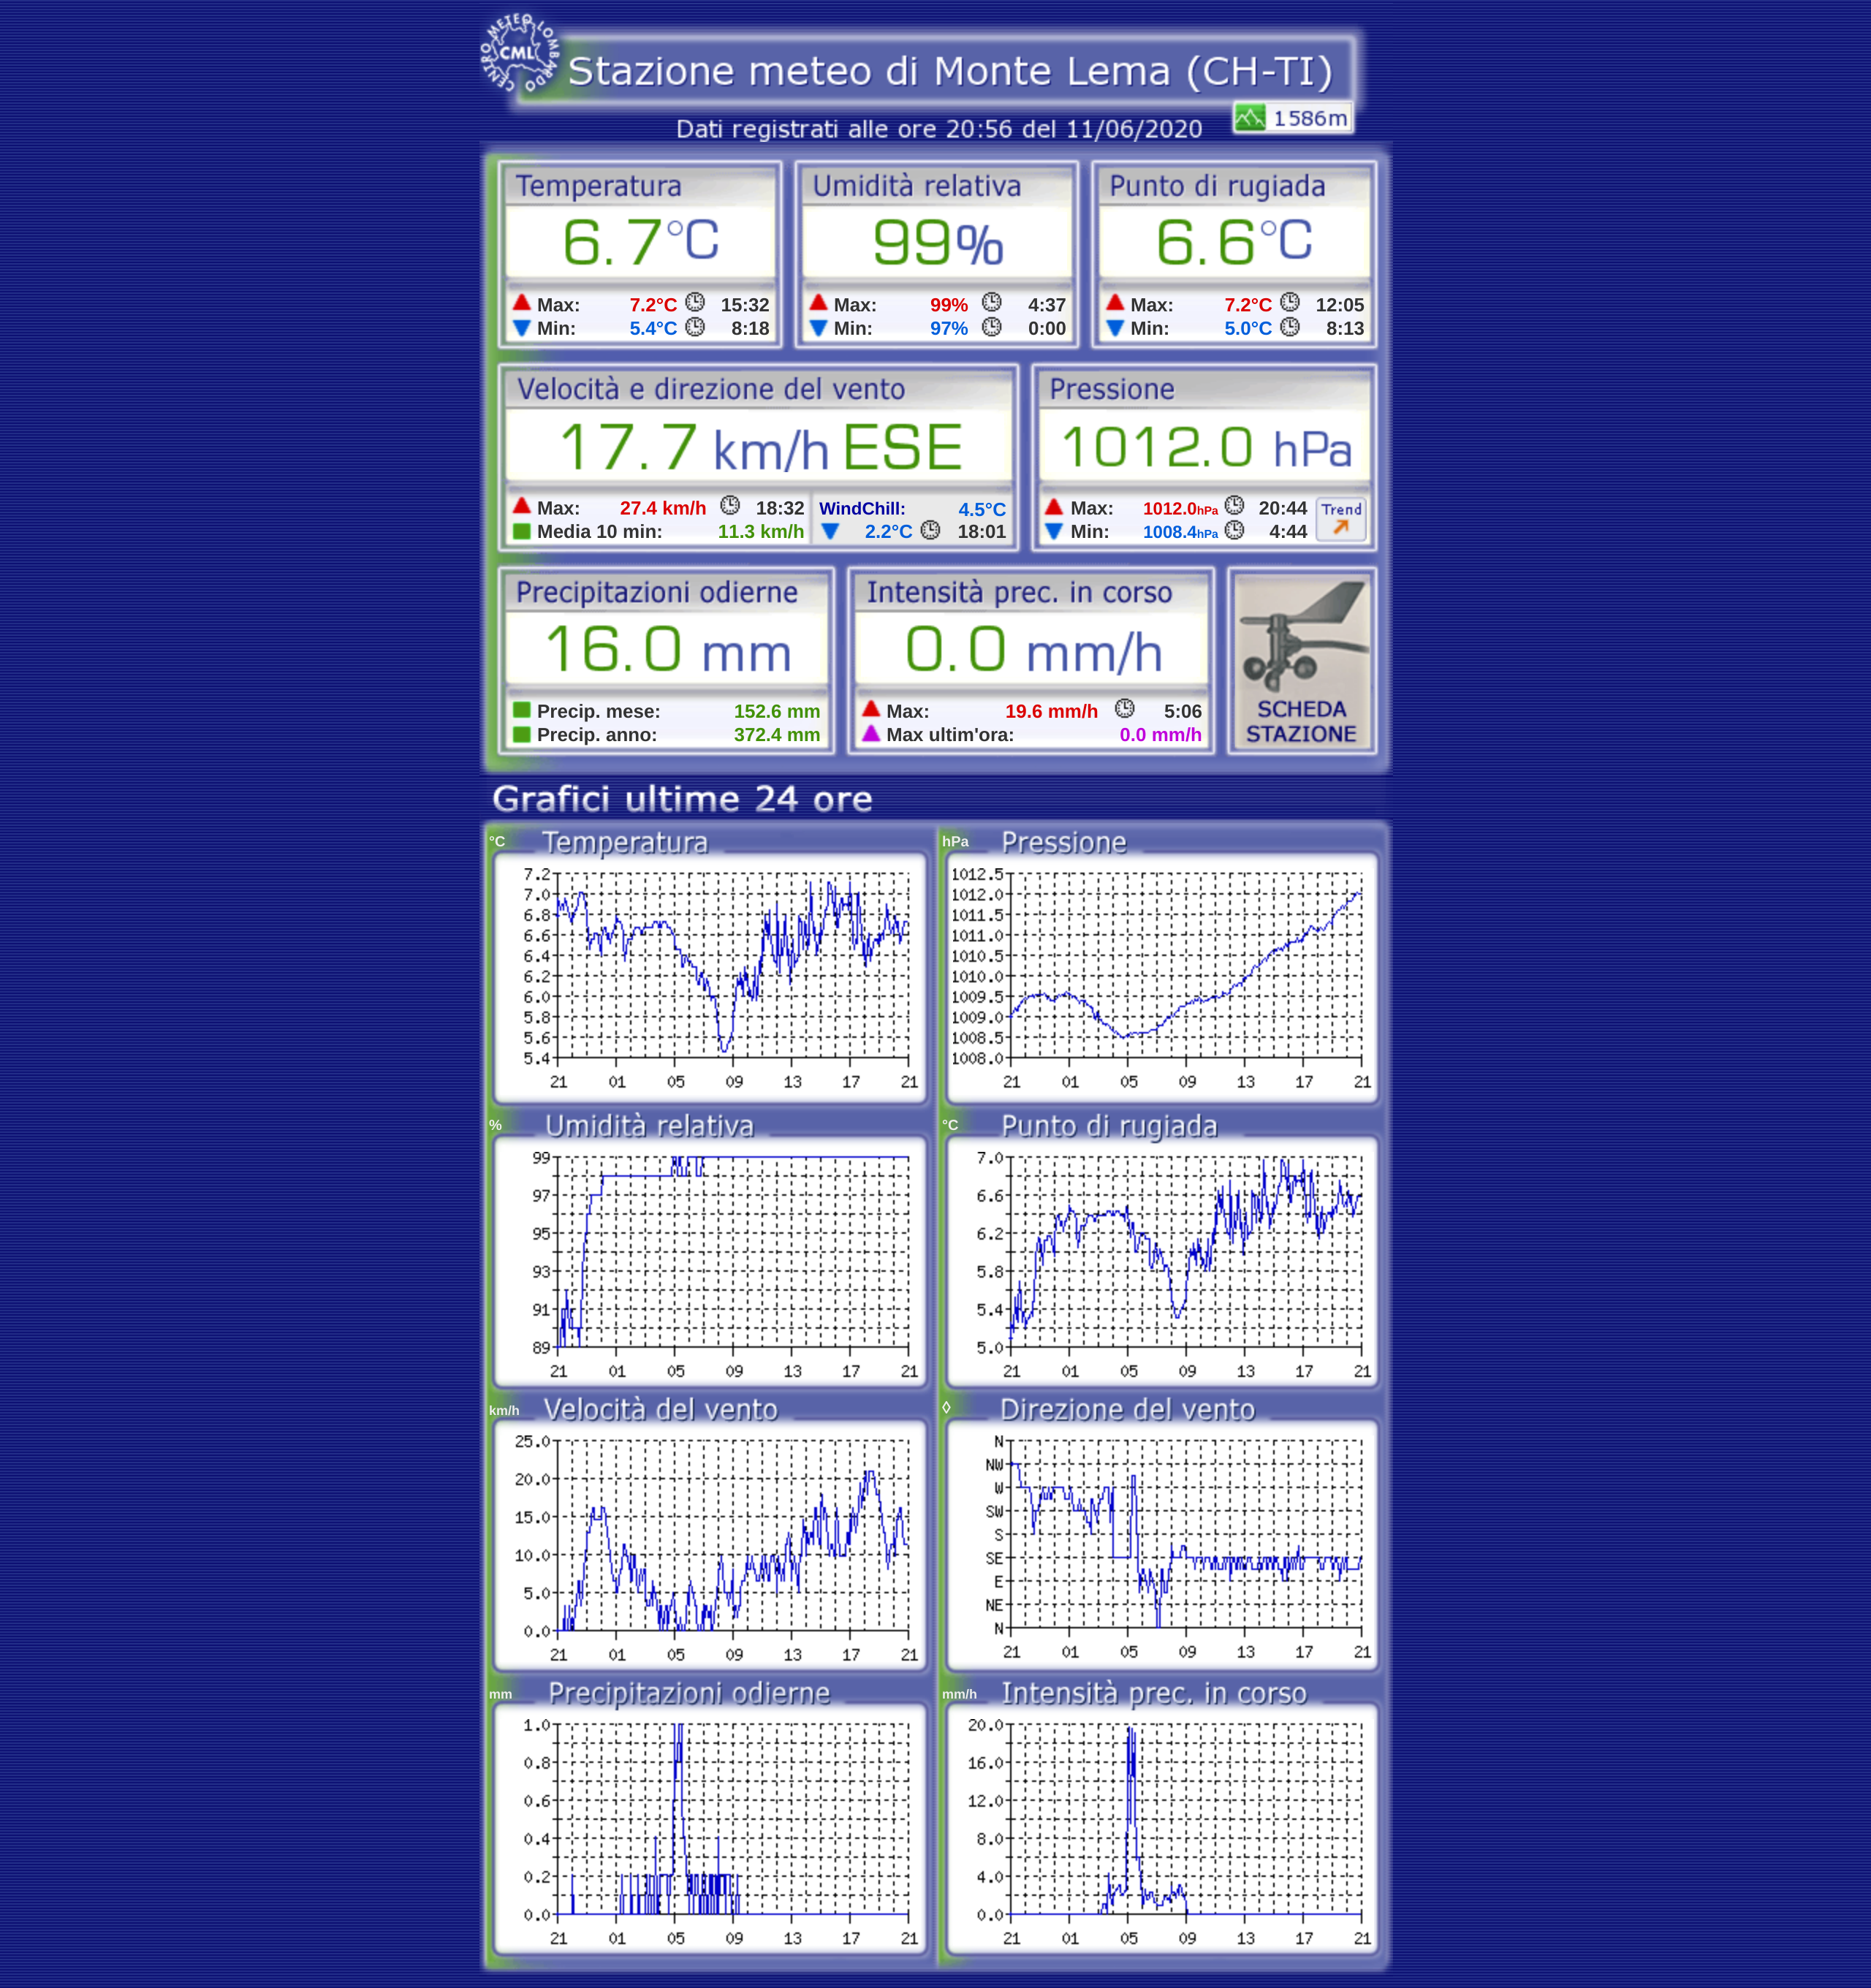 CENTRO METEO LOMBARDO
CML
Stazione meteo di Monte Lema (CH-TI)
1586m
Dati registrati alle ore 20:56 del 11/06/2020
Temperatura
6.7°C
Max: 7.2°C 15:32
Min: 5.4°C 8:18
Umidità relativa
99%
Max: 99% 4:37
Min: 97% 0:00
Punto di rugiada
6.6°C
Max: 7.2°C 12:05
Min: 5.0°C 8:13
Velocità e direzione del vento
17.7 km/h ESE
Max: 27.4 km/h 18:32
Media 10 min: 11.3 km/h
WindChill: 4.5°C
2.2°C 18:01
Pressione
1012.0 hPa
Max: 1012.0hPa 20:44
Min: 1008.4hPa 4:44
Trend
Precipitazioni odierne
16.0 mm
Precip. mese: 152.6 mm
Precip. anno: 372.4 mm
Intensità prec. in corso
0.0 mm/h
Max: 19.6 mm/h 5:06
Max ultim'ora: 0.0 mm/h
SCHEDA
STAZIONE
Grafici ultime 24 ore
°C Temperatura
7.2
7.0
6.8
6.6
6.4
6.2
6.0
5.8
5.6
5.4
21 01 05 09 13 17 21
hPa Pressione
1012.5
1012.0
1011.5
1011.0
1010.5
1010.0
1009.5
1009.0
1008.5
1008.0
21 01 05 09 13 17 21
% Umidità relativa
99
97
95
93
91
89
21 01 05 09 13 17 21
°C Punto di rugiada
7.0
6.6
6.2
5.8
5.4
5.0
21 01 05 09 13 17 21
km/h Velocità del vento
25.0
20.0
15.0
10.0
5.0
0.0
21 01 05 09 13 17 21
◊ Direzione del vento
N
NW
W
SW
S
SE
E
NE
N
21 01 05 09 13 17 21
mm Precipitazioni odierne
1.0
0.8
0.6
0.4
0.2
0.0
21 01 05 09 13 17 21
mm/h Intensità prec. in corso
20.0
16.0
12.0
8.0
4.0
0.0
21 01 05 09 13 17 21